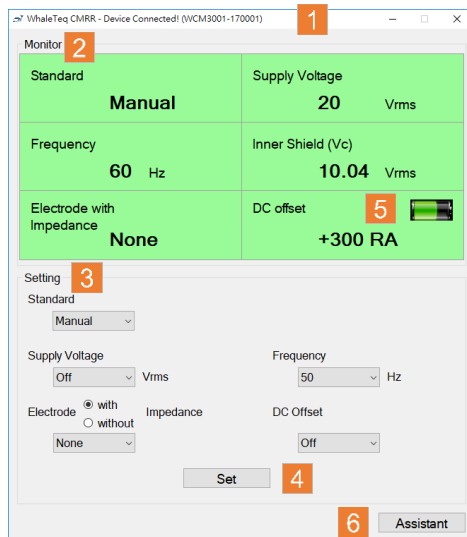 WhaleTeq CMRR - Device Connected! (WCM3001-170001) 1
Monitor 2
Standard
Manual
Supply Voltage
20 Vrms
Frequency
60 Hz
Inner Shield (Vc)
10.04 Vrms
Electrode with
Impedance
None
DC offset 5
+300 RA
Setting 3
Standard
Manual
Supply Voltage
Off Vrms
Frequency
50 Hz
Electrode with Impedance
without
None
DC Offset
Off
Set 4
6 Assistant